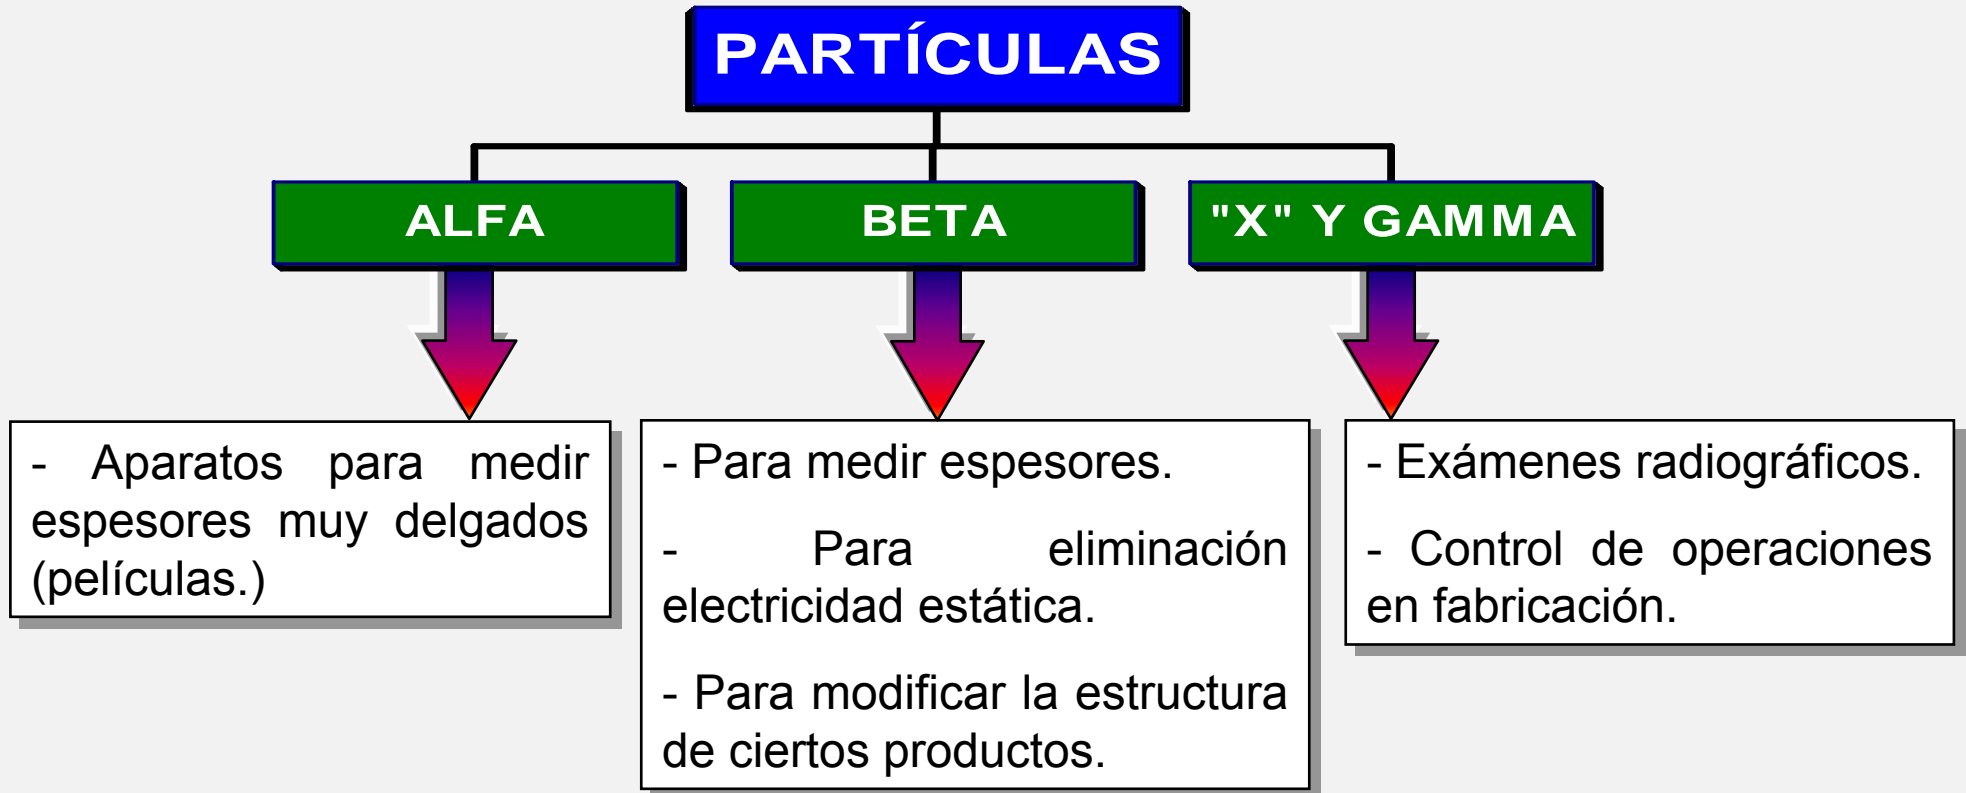 PARTÍCULAS
ALFA
BETA
"X" Y GAMMA
- Aparatos para medir
espesores muy delgados
(películas.)
- Para medir espesores.
- Para eliminación
electricidad estática.
- Para modificar la estructura
de ciertos productos.
- Exámenes radiográficos.
- Control de operaciones
en fabricación.